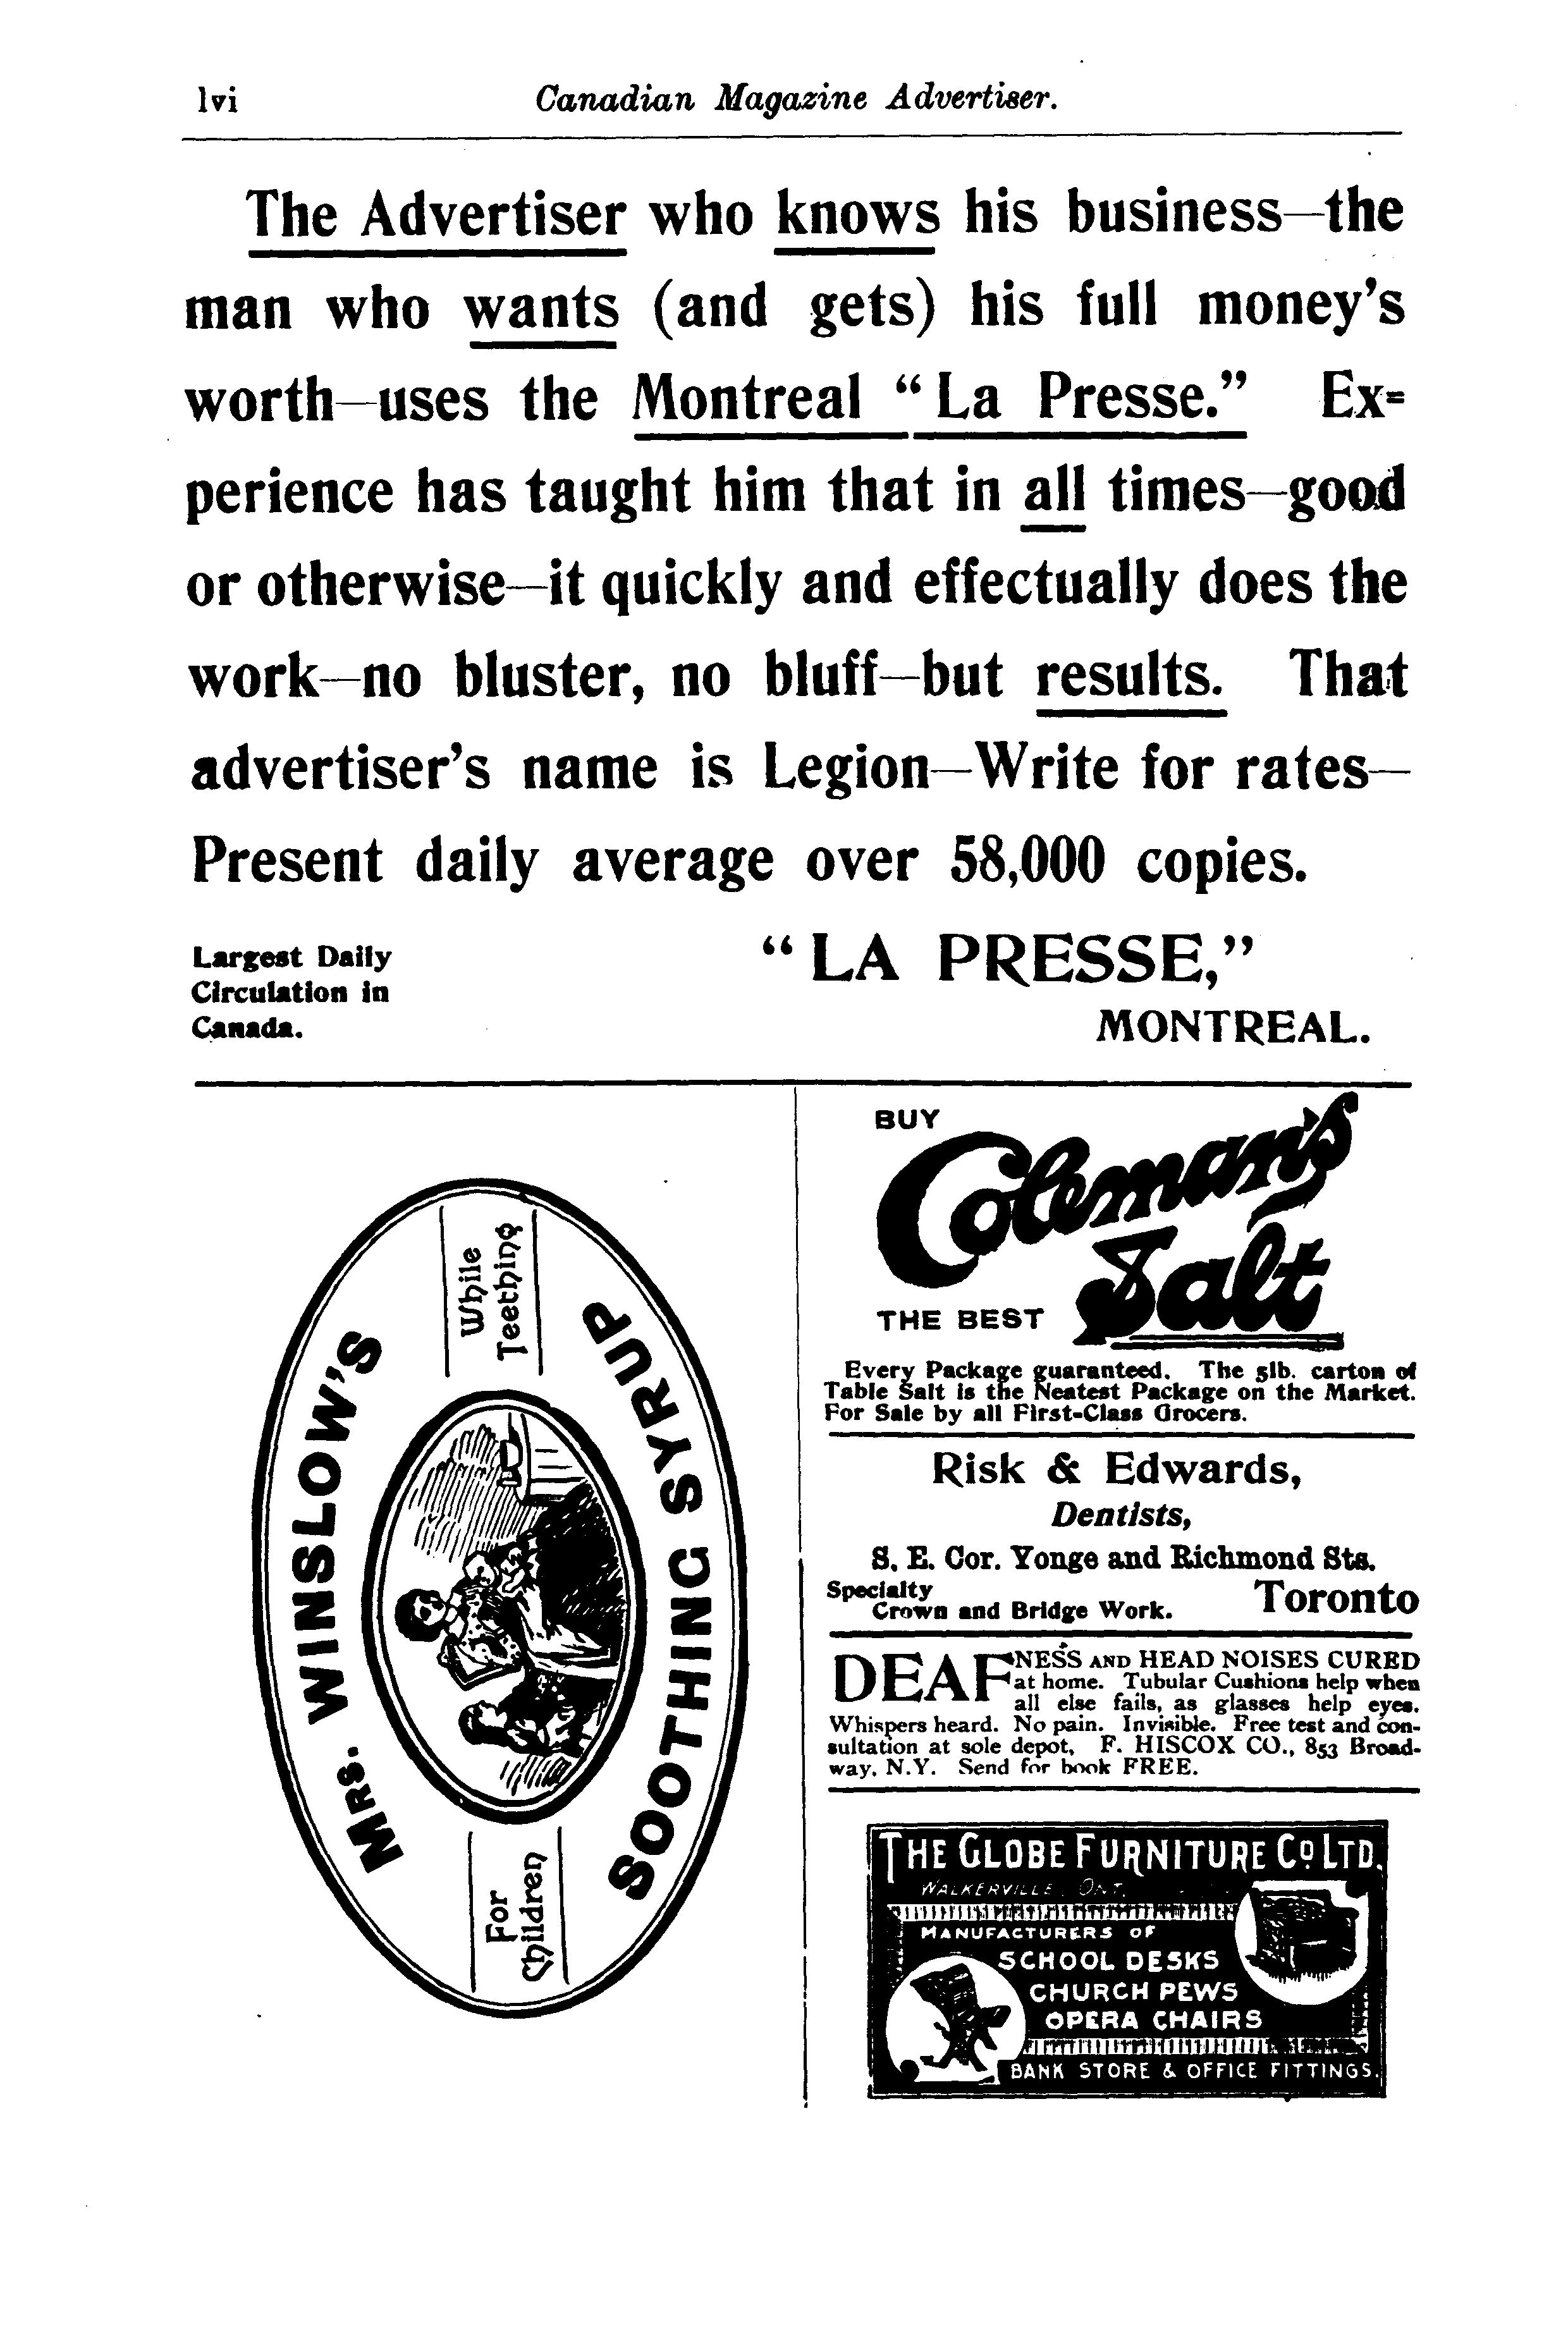 lvi
Canadian Magazine Advertiser.
The Advertiser who knows his business—the
man who wants (and gets) his full money's
worth—uses the Montreal "La Presse." Ex=
perience has taught him that in all times—good
or otherwise—it quickly and effectually does the
work—no bluster, no bluff—but results. That
advertiser's name is Legion—Write for rates—
Present daily average over 58,000 copies.
Largest Daily
Circulation in
Canada.
"LA PRESSE,"
MONTREAL.
MRS. WINSLOW'S
SOOTHING SYRUP
For
Children
While
Teething
BUY
Coleman's
Salt
THE BEST
Every Package guaranteed. The 5lb. carton of
Table Salt is the Neatest Package on the Market.
For Sale by all First-Class Grocers.
Risk & Edwards,
Dentists,
S. E. Cor. Yonge and Richmond Sts.
Specialty
Crown and Bridge Work.
Toronto
DEAFNESS AND HEAD NOISES CURED
at home. Tubular Cushions help when
all else fails, as glasses help eyes.
Whispers heard. No pain. Invisible. Free test and con-
sultation at sole depot, F. HISCOX CO., 853 Broad-
way, N.Y. Send for book FREE.
THE GLOBE FURNITURE CO LTD.
WALKERVILLE, ONT.
MANUFACTURERS OF
SCHOOL DESKS
CHURCH PEWS
OPERA CHAIRS
BANK STORE & OFFICE FITTINGS.